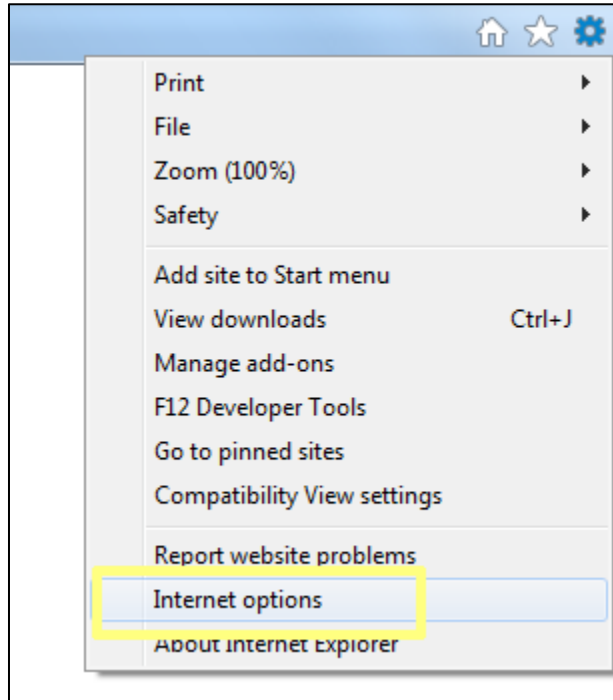 Print
File
Zoom (100%)
Safety
Add site to Start menu
View downloads Ctrl+J
Manage add-ons
F12 Developer Tools
Go to pinned sites
Compatibility View settings
Report website problems
Internet options
About Internet Explorer